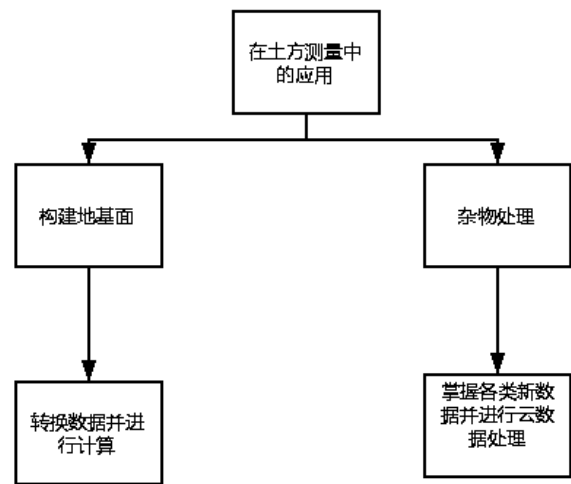 在土方测量中
的应用
构建地基面
杂物处理
转换数据并进
行计算
掌握各类新数
据并进行云数
据处理